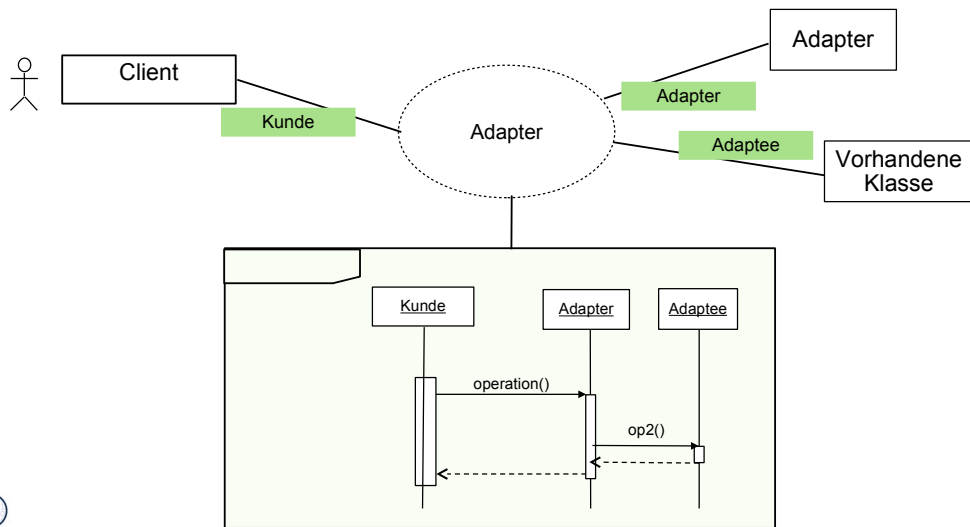 Adapter
Client
Adapter
Kunde
Adapter
Adaptee
Vorhandene
Klasse
Kunde
Adapter
Adaptee
operation()
op2()